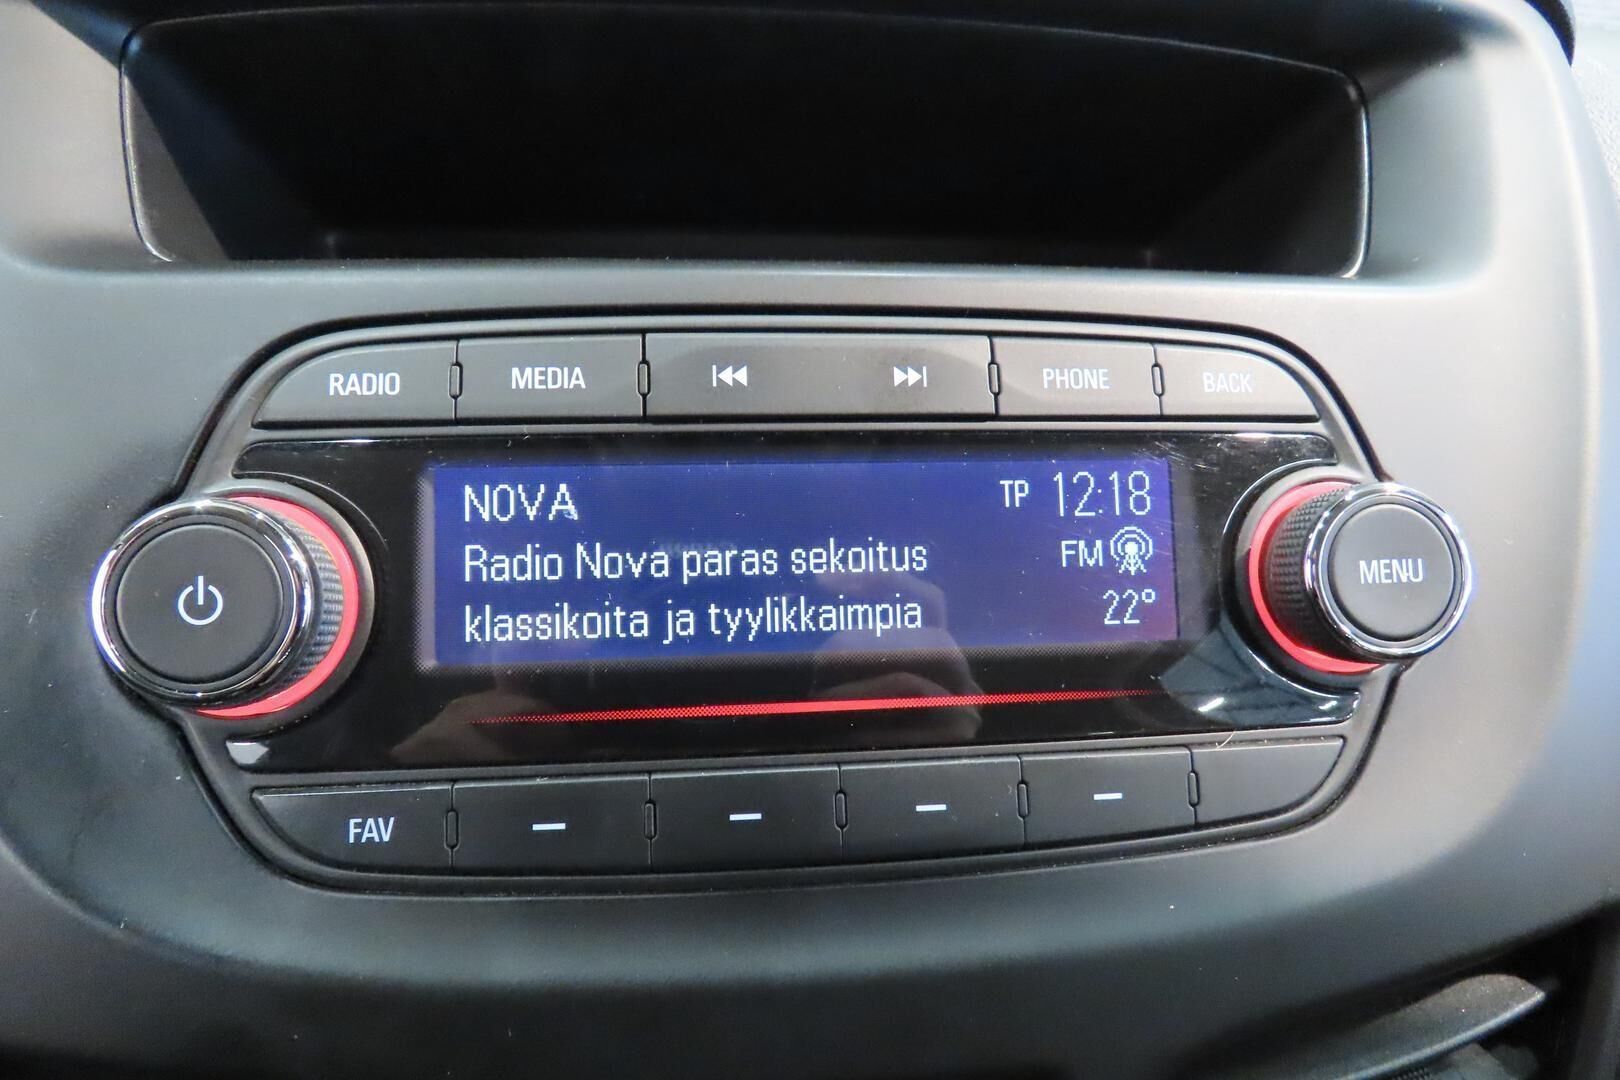 RADIO MEDIA PHONE BACK
NOVA TP 12:18
Radio Nova paras sekoitus FM
klassikoita ja tyylikkaimpia 22°
MENU
FAV